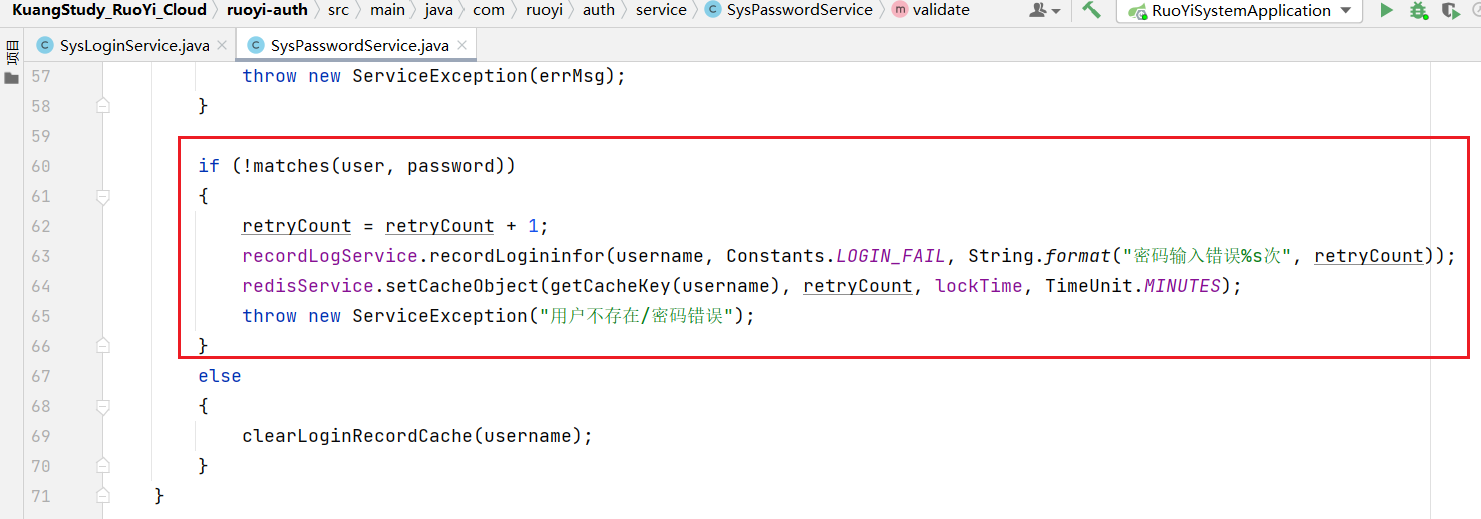 KuangStudy_RuoYi_Cloud 〉 ruoyi-auth 〉 src 〉 main 〉 java 〉 com 〉 ruoyi 〉 auth 〉 service 〉 SysPasswordService 〉 validate RuoYiSystemApplication
项目
SysLoginService.java SysPasswordService.java
57 throw new ServiceException(errMsg);
58 }
59
60 if (!matches(user, password))
61 {
62 retryCount = retryCount + 1;
63 recordLogService.recordLogininfor(username, Constants.LOGIN_FAIL, String.format("密码输入错误%s次", retryCount));
64 redisService.setCacheObject(getCacheKey(username), retryCount, lockTime, TimeUnit.MINUTES);
65 throw new ServiceException("用户不存在/密码错误");
66 }
67 else
68 {
69 clearLoginRecordCache(username);
70 }
71 }